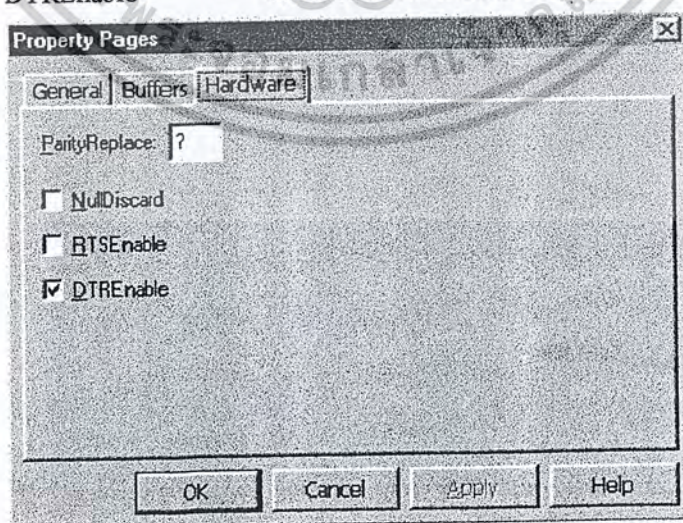 DTREnable
Property Pages
General Buffers Hardware
ParityReplace: ?
NullDiscard
RTSEnable
DTREnable
OK Cancel Apply Help